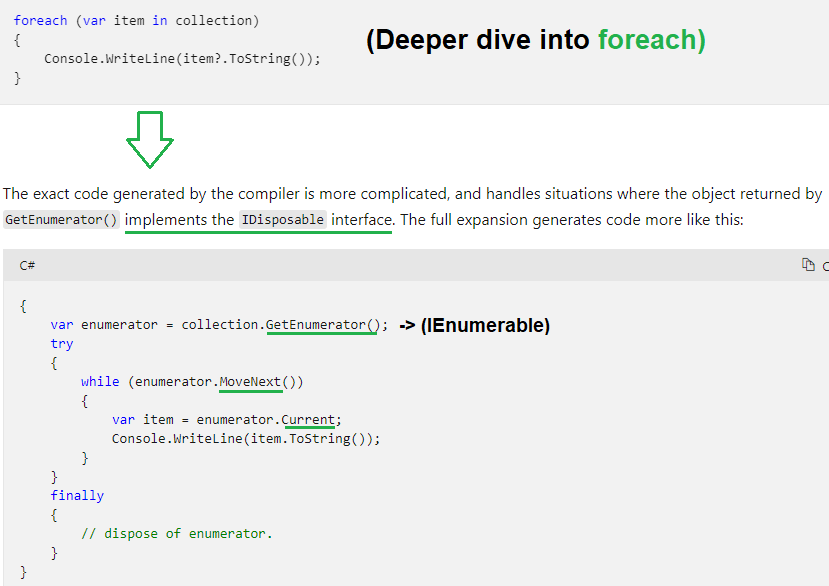 foreach (var item in collection)
{
    Console.WriteLine(item?.ToString());
}
(Deeper dive into foreach)
The exact code generated by the compiler is more complicated, and handles situations where the object returned by
GetEnumerator() implements the IDisposable interface. The full expansion generates code more like this:
C#
{
    var enumerator = collection.GetEnumerator(); -> (IEnumerable)
    try
    {
        while (enumerator.MoveNext())
        {
            var item = enumerator.Current;
            Console.WriteLine(item.ToString());
        }
    }
    finally
    {
        // dispose of enumerator.
    }
}